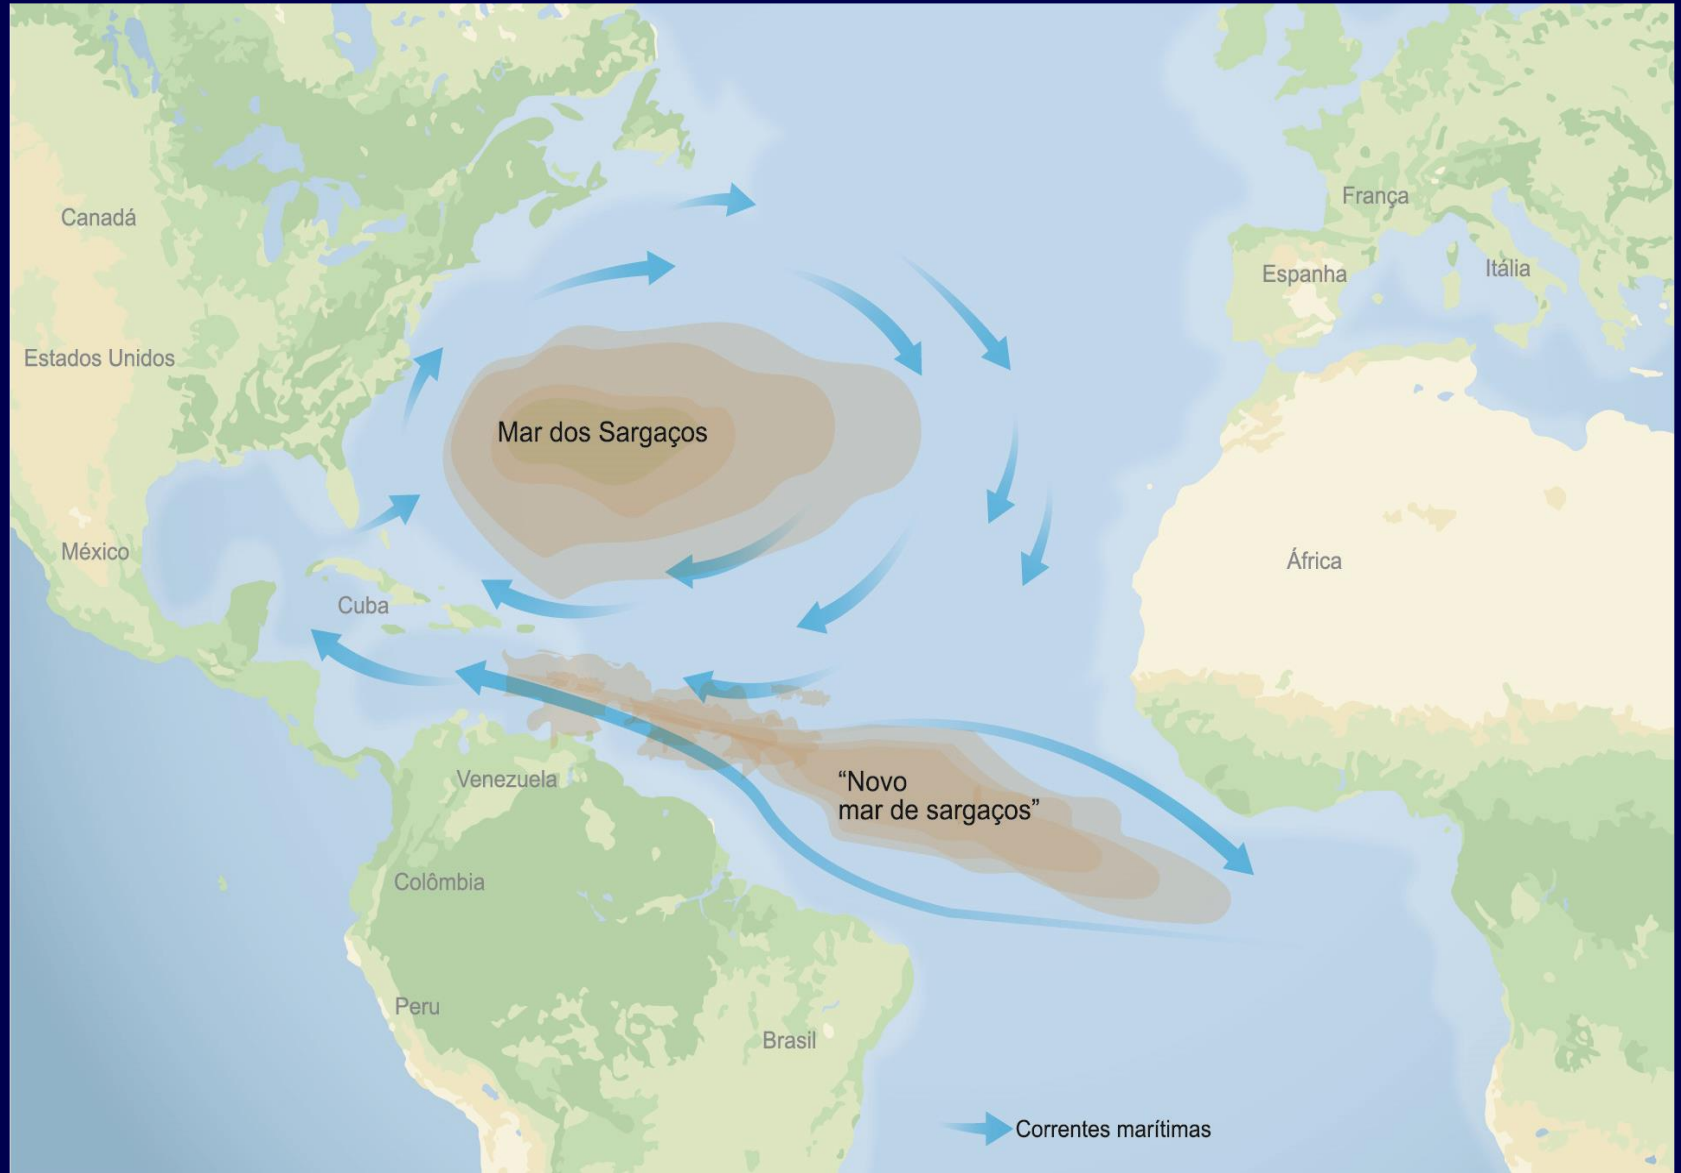 Canadá
França
Espanha
Itália
Estados Unidos
Mar dos Sargaços
México
África
Cuba
Venezuela
“Novo
mar de sargaços”
Colômbia
Peru
Brasil
Correntes marítimas